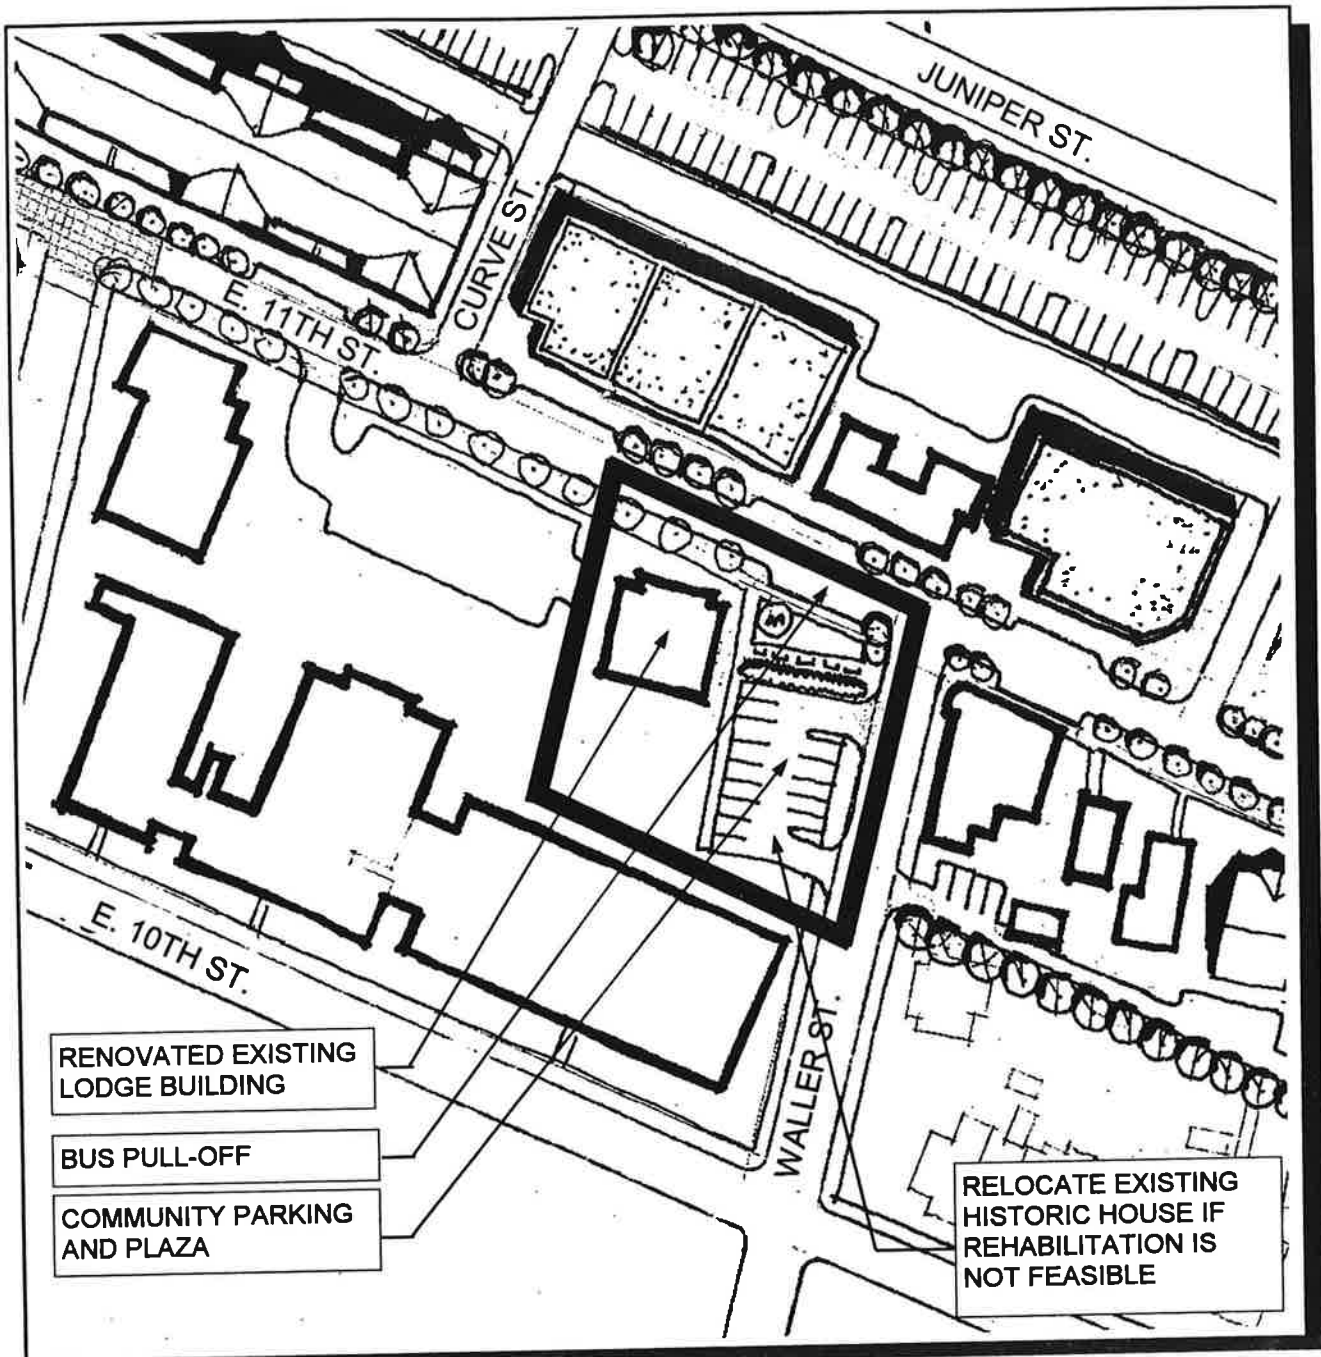 JUNIPER ST.
CURVE ST.
E. 11TH ST.
E. 10TH ST.
WALLER ST.
RENOVATED EXISTING
LODGE BUILDING
BUS PULL-OFF
COMMUNITY PARKING
AND PLAZA
RELOCATE EXISTING
HISTORIC HOUSE IF
REHABILITATION IS
NOT FEASIBLE